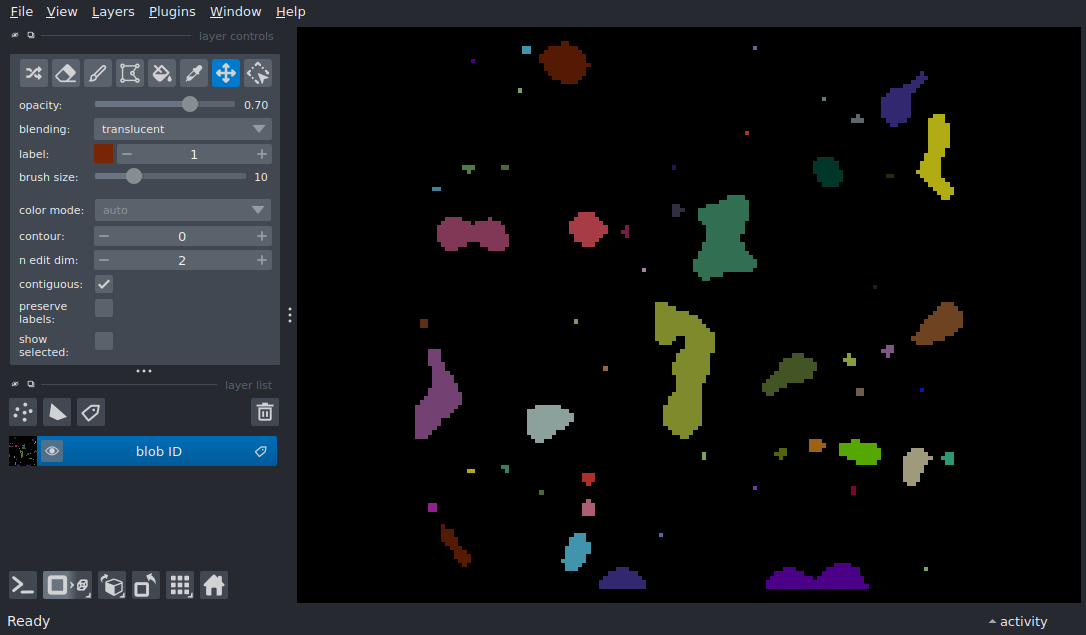 File View Layers Plugins Window Help
layer controls
opacity: 0.70
blending: translucent
label: 1
brush size: 10
color mode: auto
contour: 0
n edit dim: 2
contiguous:
preserve
labels:
show
selected:
layer list
blob ID
Ready
activity